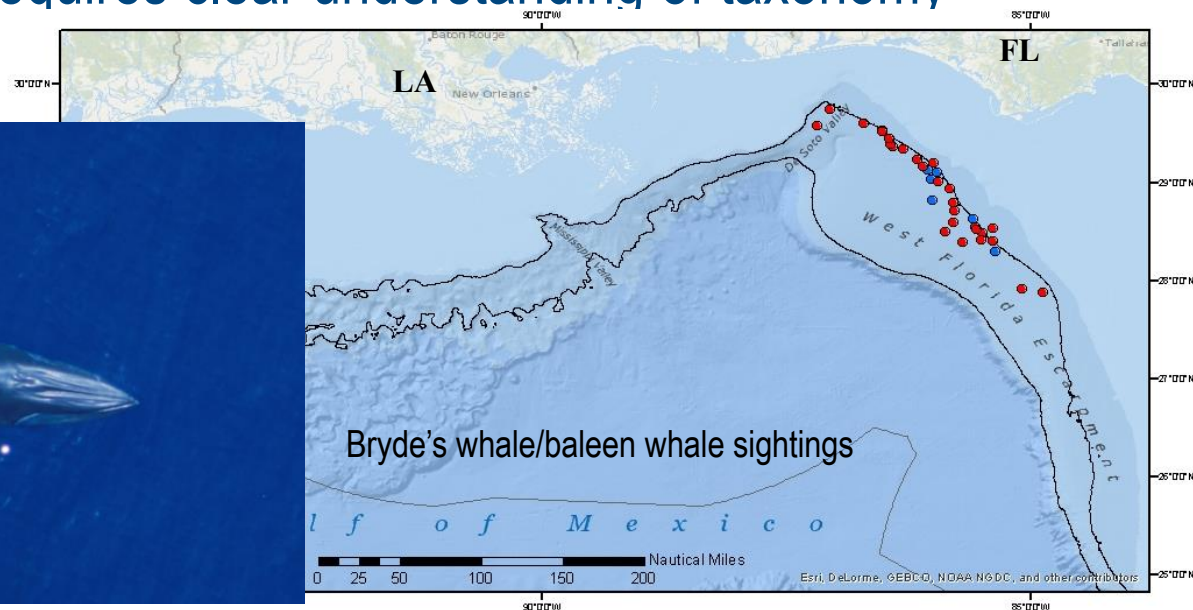 requires clear understanding of taxonomy
90°0'0"W
85°0'0"W
Baton Rouge
FL
30°0'0"N
LA
New Orleans
30°0'0"N
De Soto Valley
29°0'0"N
Mississippi Valley
West Florida Escarpment
28°0'0"N
27°0'0"N
Bryde's whale/baleen whale sightings
26°0'0"N
lf of Mexico
Nautical Miles
0 25 50 100 150 200
Esri, DeLorme, GEBCO, NOAA NGDC, and other contributors
25°0'0"N
90°0'0"W
85°0'0"W